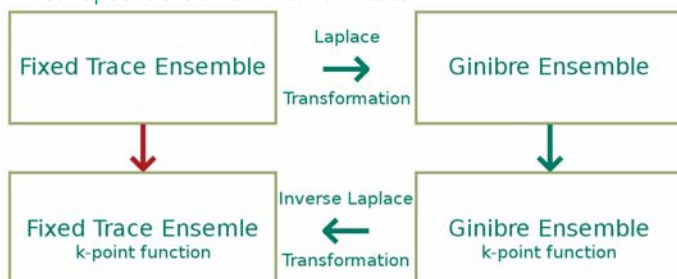 Laplace
Fixed Trace Ensemble
Ginibre Ensemble
Transformation
Inverse Laplace
Fixed Trace Ensemle
Ginibre Ensemble
k-point function
k-point function
Transformation